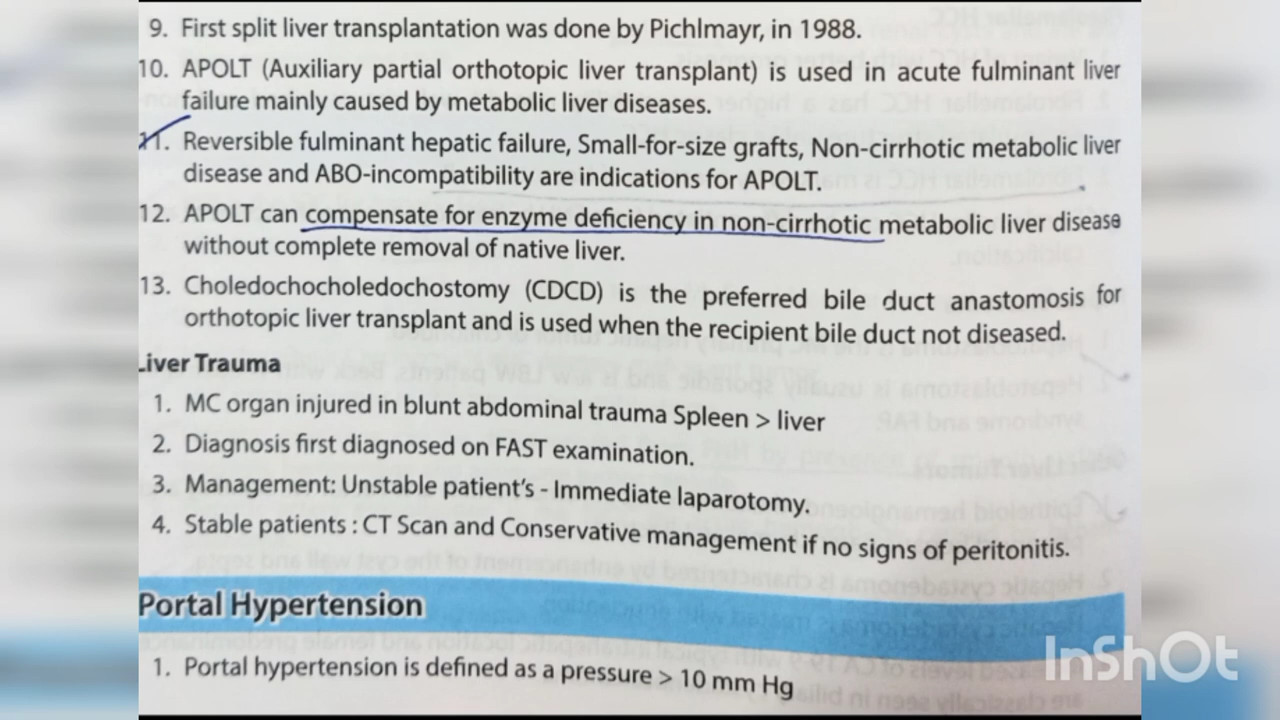 9. First split liver transplantation was done by Pichlmayr, in 1988.
10. APOLT (Auxiliary partial orthotopic liver transplant) is used in acute fulminant liver
failure mainly caused by metabolic liver diseases.
11. Reversible fulminant hepatic failure, Small-for-size grafts, Non-cirrhotic metabolic liver
disease and ABO-incompatibility are indications for APOLT.
12. APOLT can compensate for enzyme deficiency in non-cirrhotic metabolic liver disease
without complete removal of native liver.
13. Choledochocholedochostomy (CDCD) is the preferred bile duct anastomosis for
orthotopic liver transplant and is used when the recipient bile duct not diseased.
Liver Trauma
1. MC organ injured in blunt abdominal trauma Spleen > liver
2. Diagnosis first diagnosed on FAST examination.
3. Management: Unstable patient's - Immediate laparotomy.
4. Stable patients : CT Scan and Conservative management if no signs of peritonitis.
Portal Hypertension
1. Portal hypertension is defined as a pressure > 10 mm Hg
InShOt